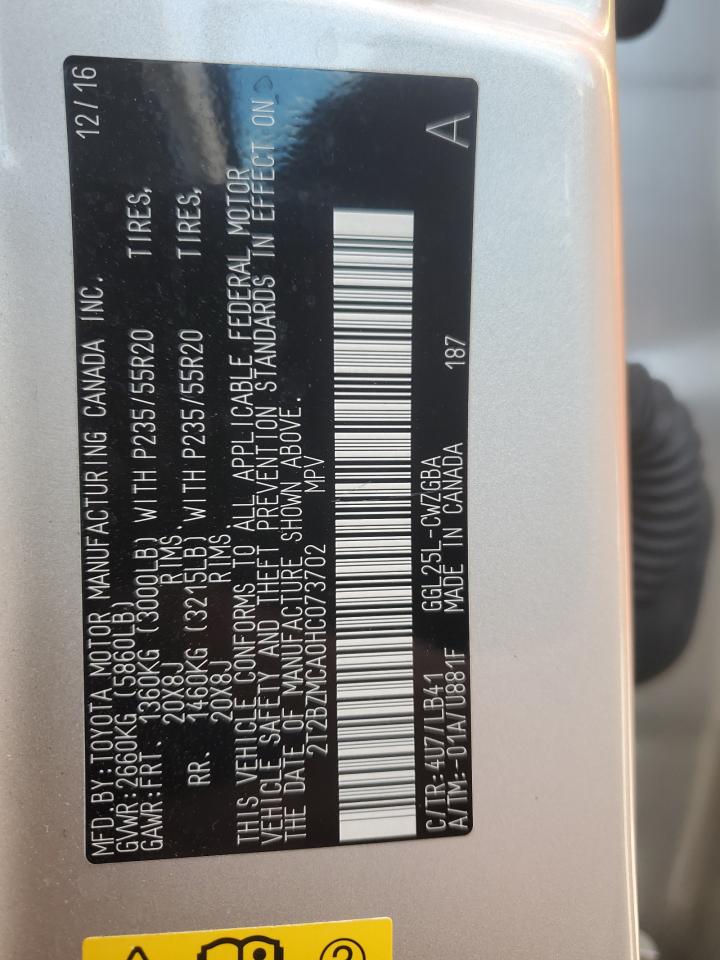 MFD.BY:TOYOTA MOTOR MANUFACTURING CANADA INC. 12/16
GVWR:2660KG (5860LB)
GAWR:FRT. 1360KG (3000LB) WITH P235/55R20 TIRES,
20X8J RIMS.
RR. 1460KG (3215LB) WITH P235/55R20 TIRES,
20X8J RIMS
THIS VEHICLE CONFORMS TO ALL APPLICABLE FEDERAL MOTOR
VEHICLE SAFETY AND THEFT PREVENTION STANDARDS IN EFFECT ON
THE DATE OF MANUFACTURE SHOWN ABOVE.
2T2BZMCA0HC073702 MPV
C/TR:4U7/LB41 GGL25L-CWZGBA A
A/TM:-01A/U881F MADE IN CANADA 187